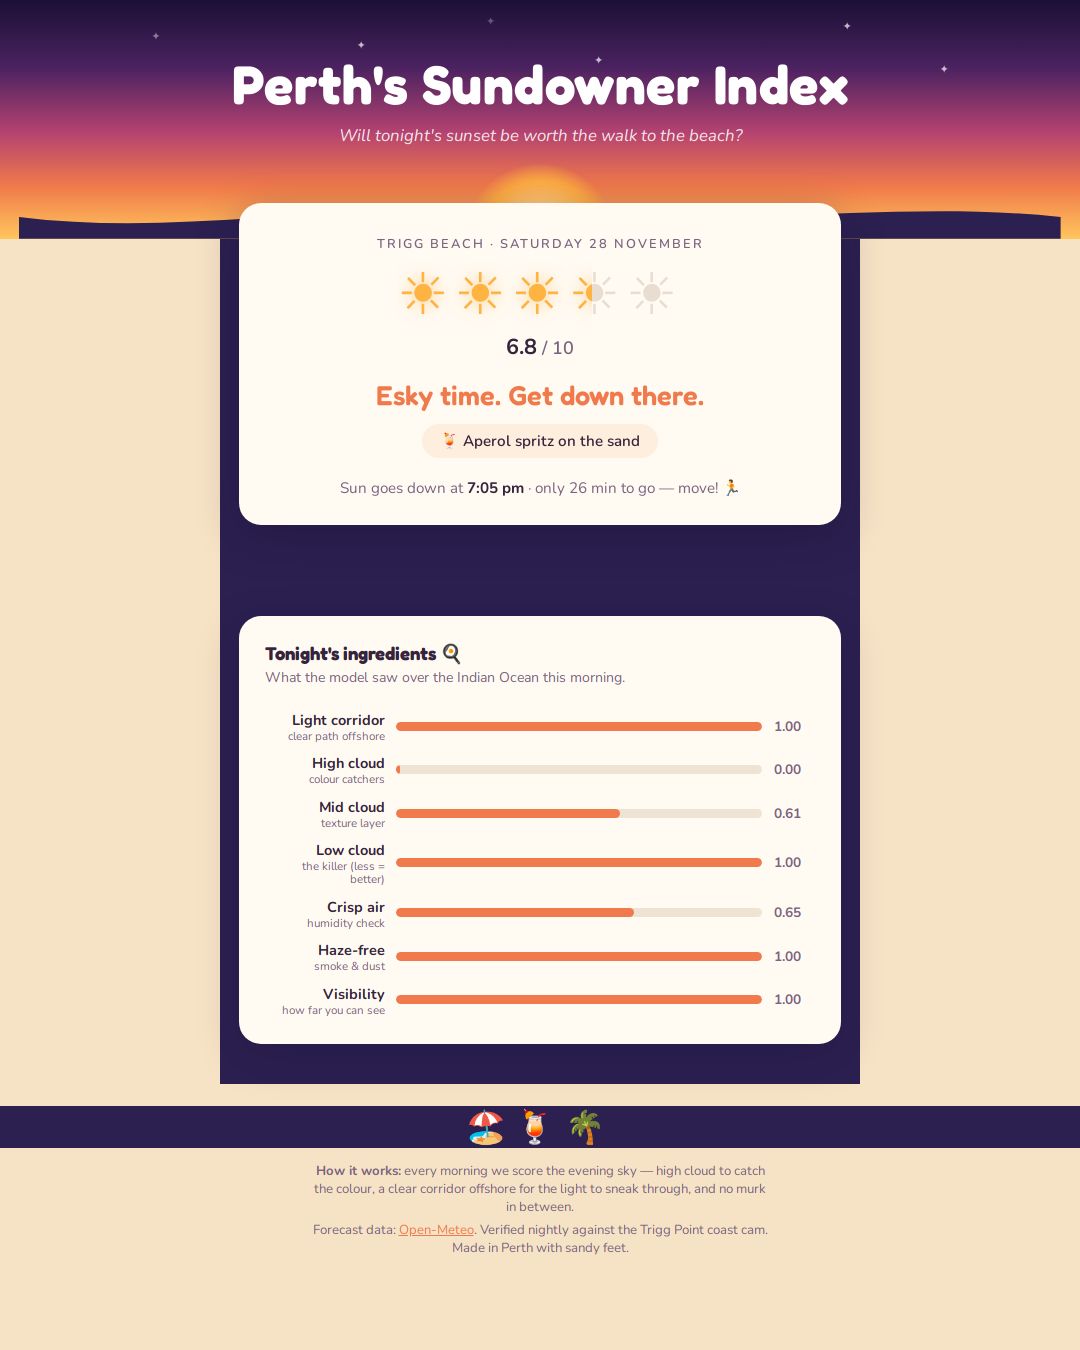 Perth's Sundowner Index
Will tonight's sunset be worth the walk to the beach?
TRIGG BEACH · SATURDAY 28 NOVEMBER
6.8 / 10
Esky time. Get down there.
🍹 Aperol spritz on the sand
Sun goes down at 7:05 pm · only 26 min to go — move! 🏃
Tonight's ingredients 🍳
What the model saw over the Indian Ocean this morning.
Light corridor
clear path offshore
1.00
High cloud
colour catchers
0.00
Mid cloud
texture layer
0.61
Low cloud
the killer (less =
better)
1.00
Crisp air
humidity check
0.65
Haze-free
smoke & dust
1.00
Visibility
how far you can see
1.00
How it works: every morning we score the evening sky — high cloud to catch
the colour, a clear corridor offshore for the light to sneak through, and no murk
in between.
Forecast data: Open-Meteo. Verified nightly against the Trigg Point coast cam.
Made in Perth with sandy feet.